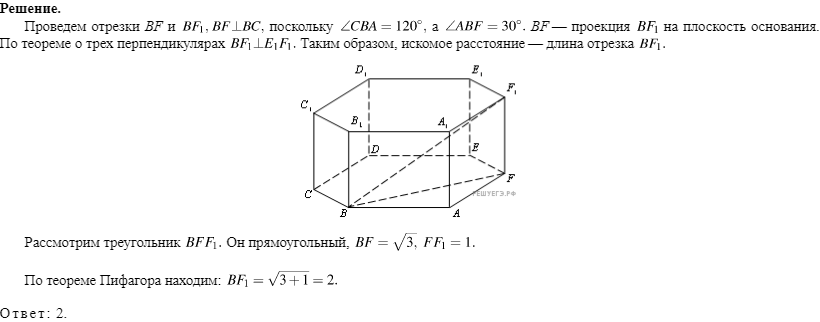 Решение.
Проведем отрезки BF и BF₁, BF ⊥ BC, поскольку ∠CBA = 120°, а ∠ABF = 30°. BF — проекция BF₁ на плоскость основания.
По теореме о трех перпендикулярах BF₁ ⊥ E₁F₁. Таким образом, искомое расстояние — длина отрезка BF₁.
D₁ E₁
F₁
C₁
B₁ A₁
D E
F
C
РЕШУЕГЭ.РФ
B A
Рассмотрим треугольник BFF₁. Он прямоугольный, BF = √3, FF₁ = 1.
По теореме Пифагора находим: BF₁ = √3 + 1 = 2.
Ответ: 2.